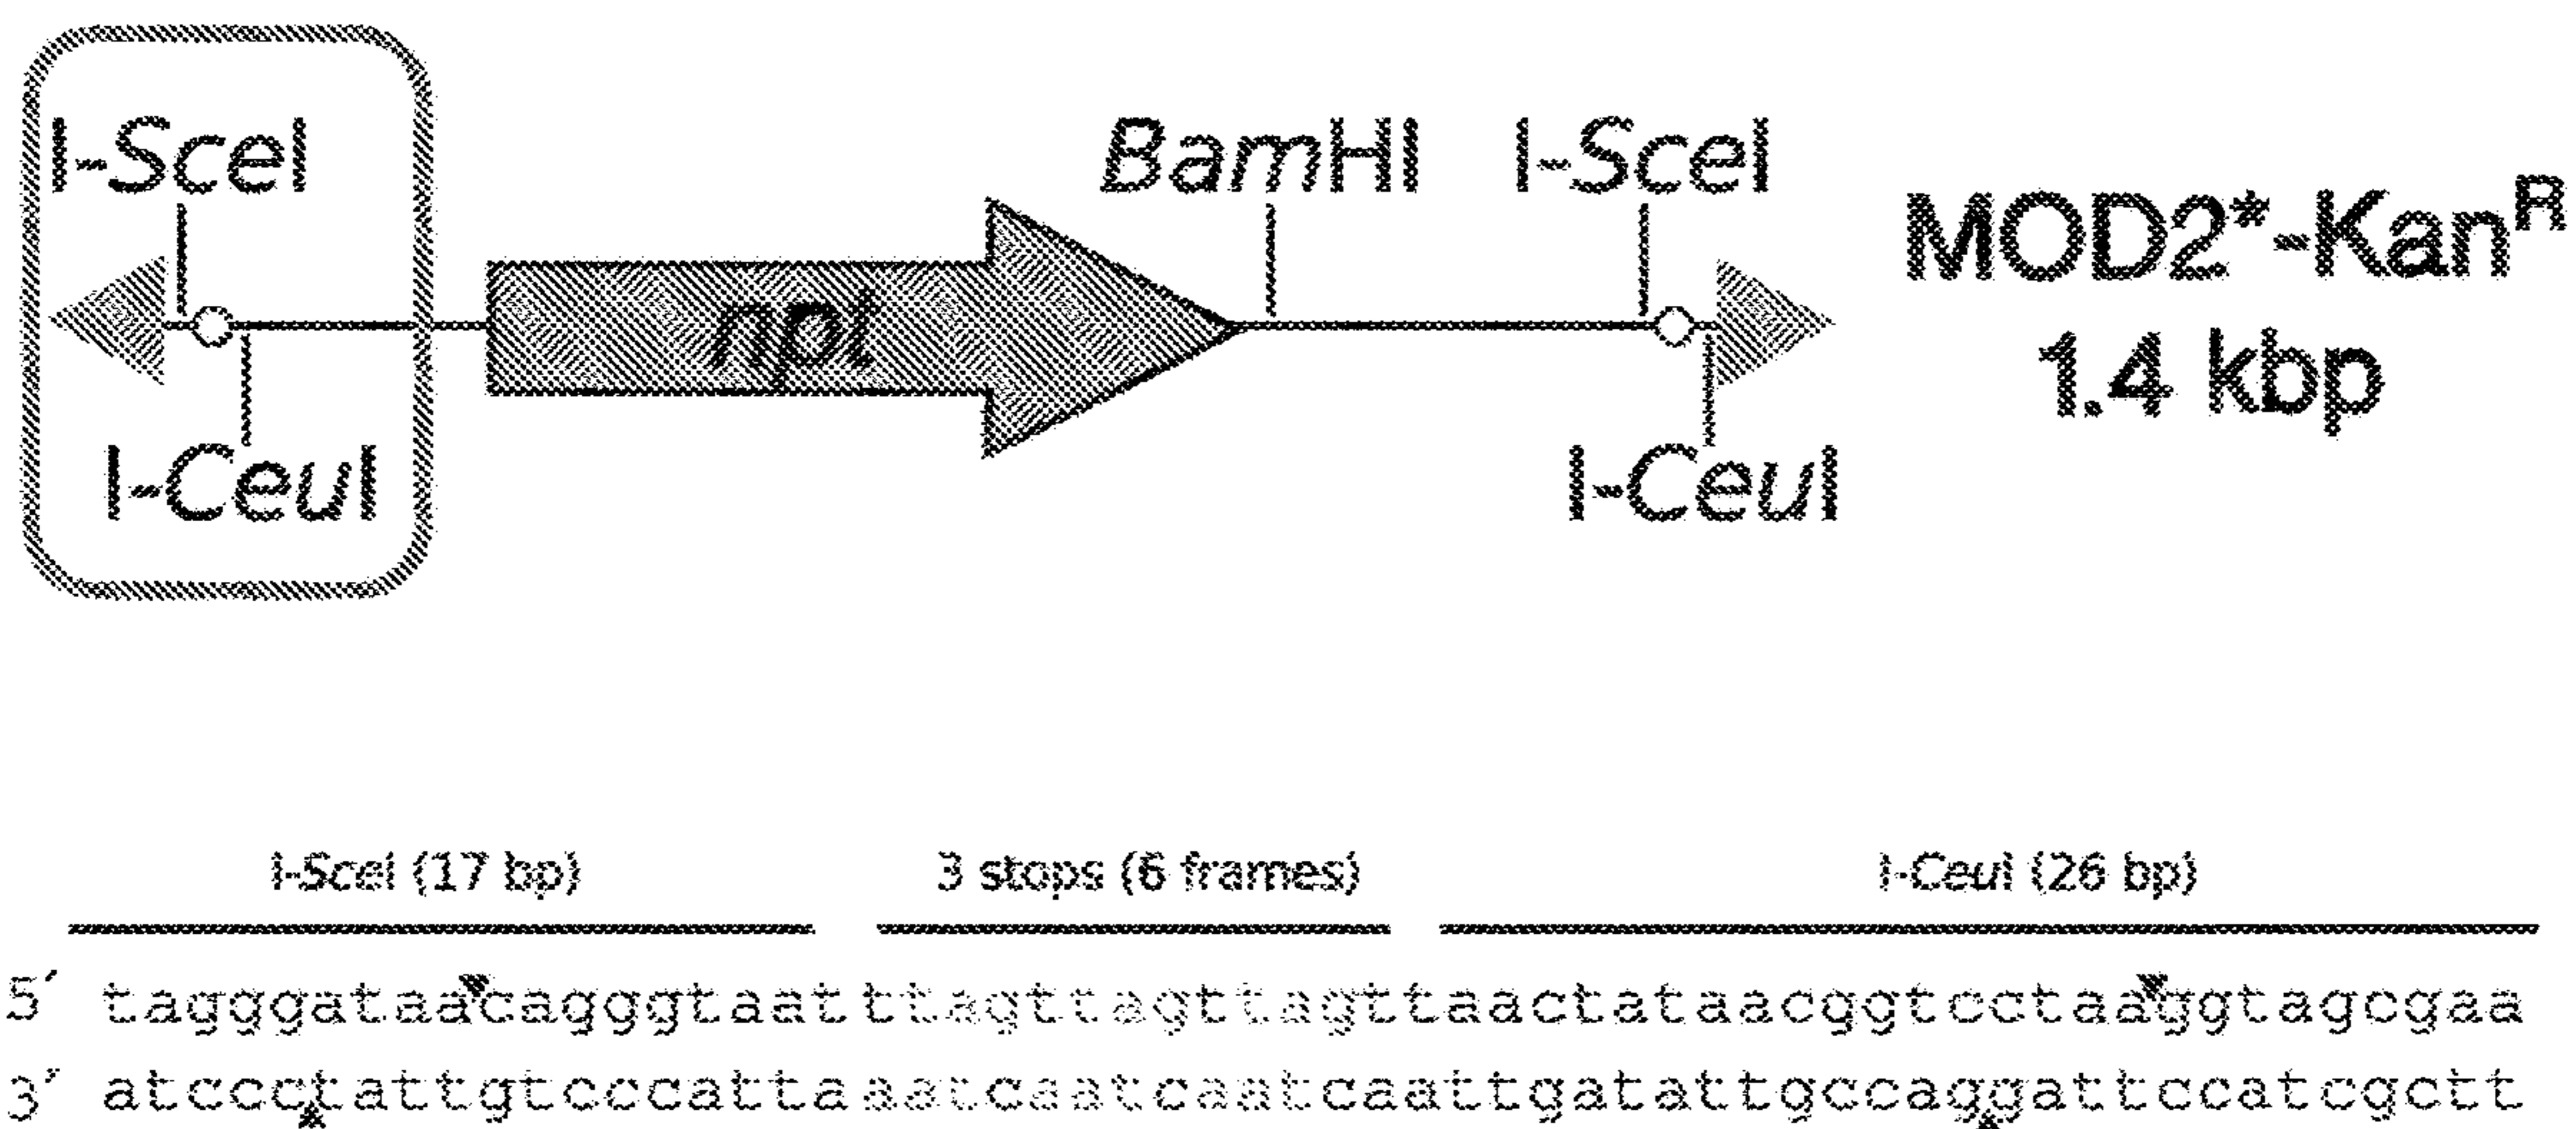 I-SceI
BamHI
I-SceI
MOD2*-Kan^R
npt
1.4 kbp
I-CeuI
I-CeuI
I-SceI (17 bp) 3 stops (6 frames) I-CeuI (26 bp)
5′ tagggataacagggtaatttagttagttagttaactataacggtcctaaggtagcgaa
3′ atccctattgtcccattaaatcaatcaatcaattgatattgccaggattccatcgctt